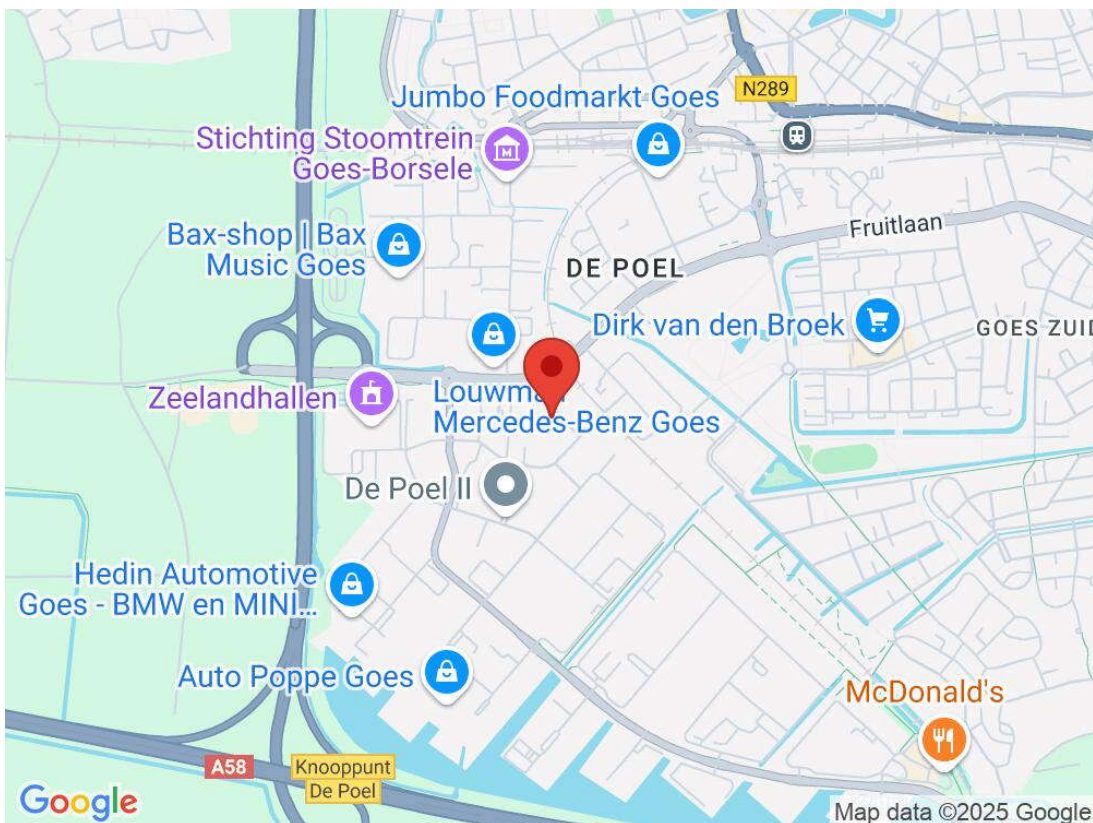 N289
Jumbo Foodmarkt Goes
Stichting Stoomtrein
Goes-Borsele
M
Fruitlaan
Bax-shop | Bax
Music Goes
DE POEL
Dirk van den Broek
GOES ZUID
Zeelandhallen
Mercedes-Benz Goes
De Poel II
Hedin Automotive
Goes - BMW en MINI...
Auto Poppe Goes
McDonald's
A58
Knooppunt
De Poel
Google
Map data ©2025 Google